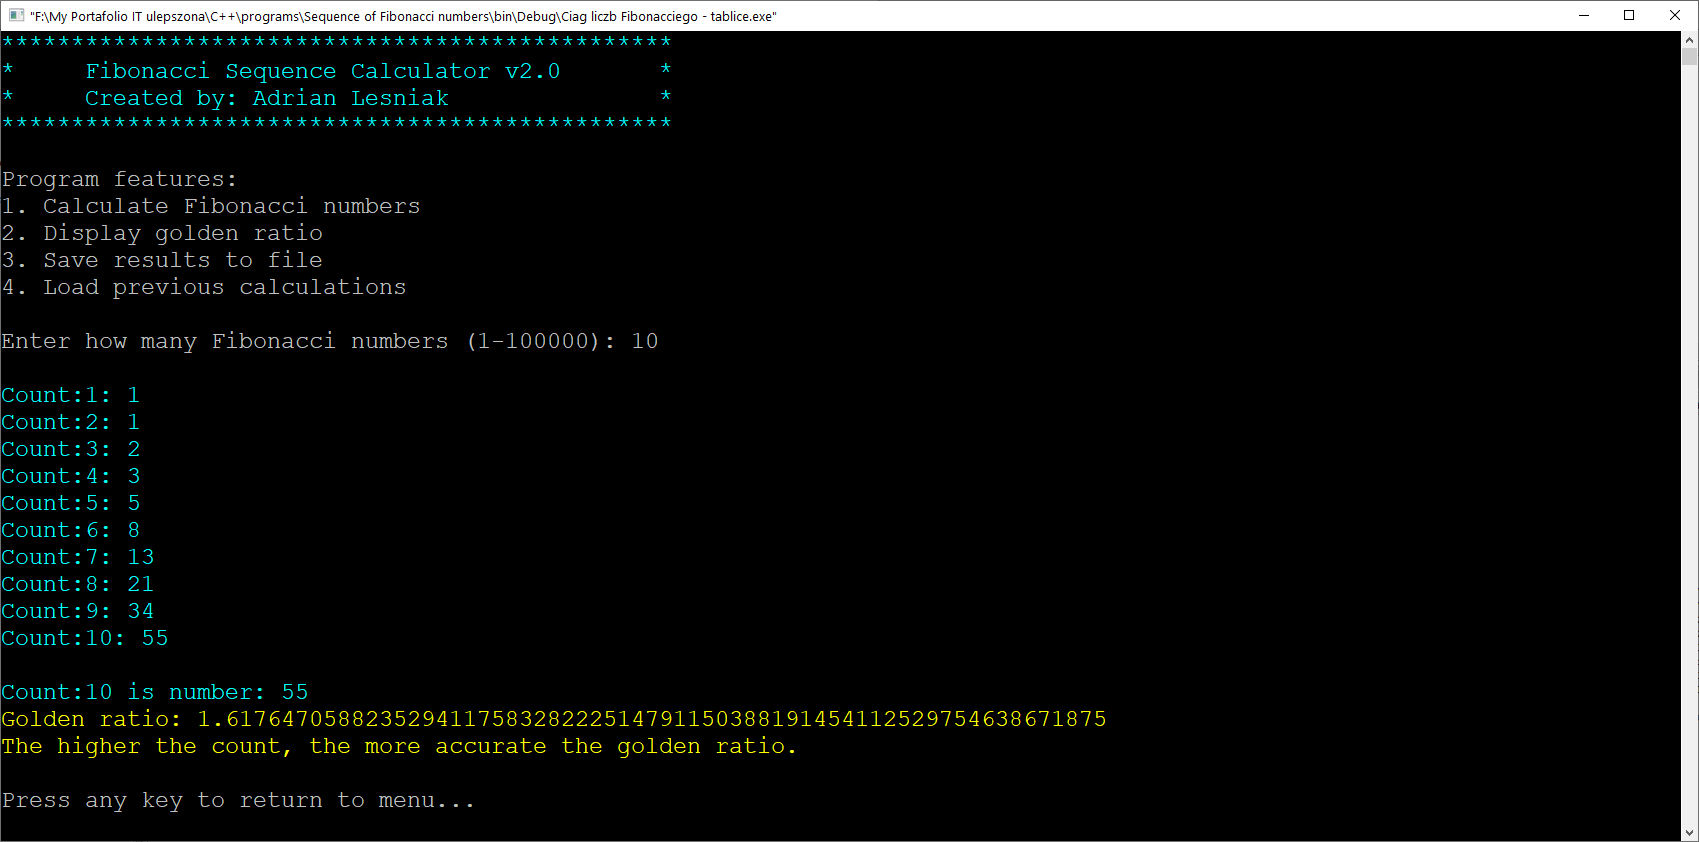 "F:\My Portafolio IT ulepszona\C++\programs\Sequence of Fibonacci numbers\bin\Debug\Ciag liczb Fibonacciego - tablice.exe"
************************************************
*     Fibonacci Sequence Calculator v2.0       *
*     Created by: Adrian Lesniak               *
************************************************
Program features:
1. Calculate Fibonacci numbers
2. Display golden ratio
3. Save results to file
4. Load previous calculations
Enter how many Fibonacci numbers (1-100000): 10
Count:1: 1
Count:2: 1
Count:3: 2
Count:4: 3
Count:5: 5
Count:6: 8
Count:7: 13
Count:8: 21
Count:9: 34
Count:10: 55
Count:10 is number: 55
Golden ratio: 1.6176470588235294117583282225147911503881914541125297546386​71875
The higher the count, the more accurate the golden ratio.
Press any key to return to menu...